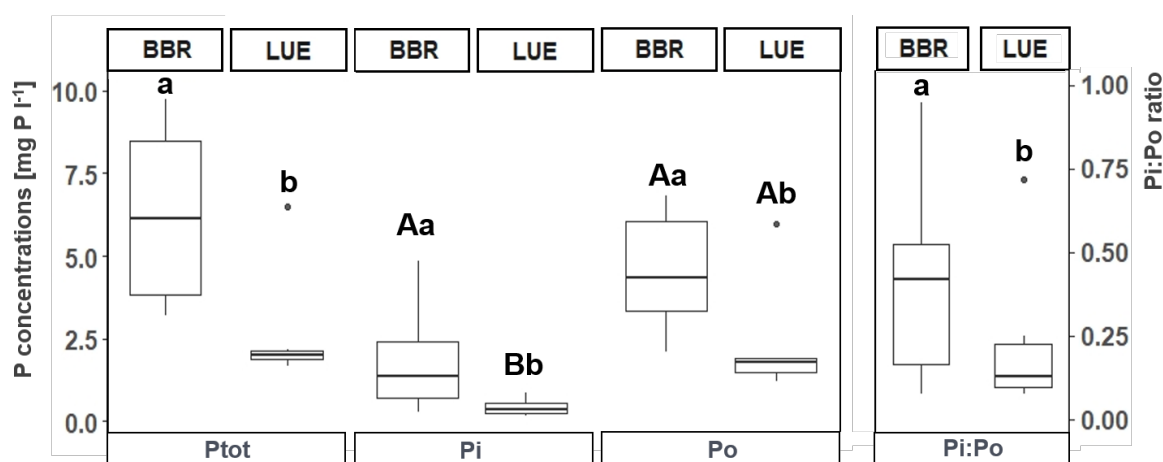 BBR LUE BBR LUE BBR LUE BBR LUE
P concentrations [mg P l-1]
10.0
7.5
5.0
2.5
0.0
a
b
Aa
Bb
Aa
Ab
a
b
1.00
0.75
0.50
0.25
0.00
Pi:Po ratio
Ptot Pi Po Pi:Po